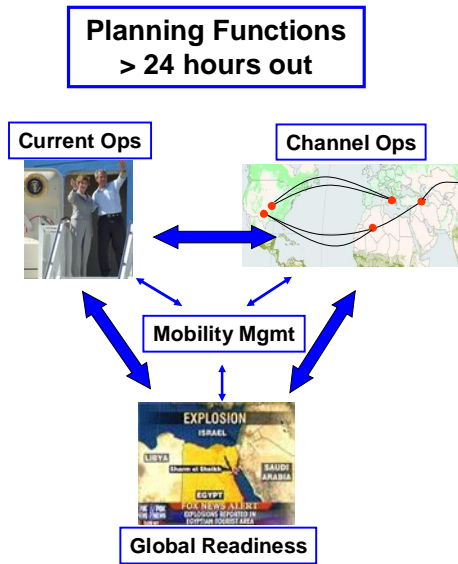 Planning Functions
> 24 hours out
Current Ops
Channel Ops
Mobility Mgmt
EXPLOSION
ISRAEL
LIBYA
Sharm el Sheikh
SAUDI
ARABIA
EGYPT
FOX NEWS ALERT
EXPLOSIONS REPORTED IN
EGYPTIAN TOURIST AREA
Global Readiness